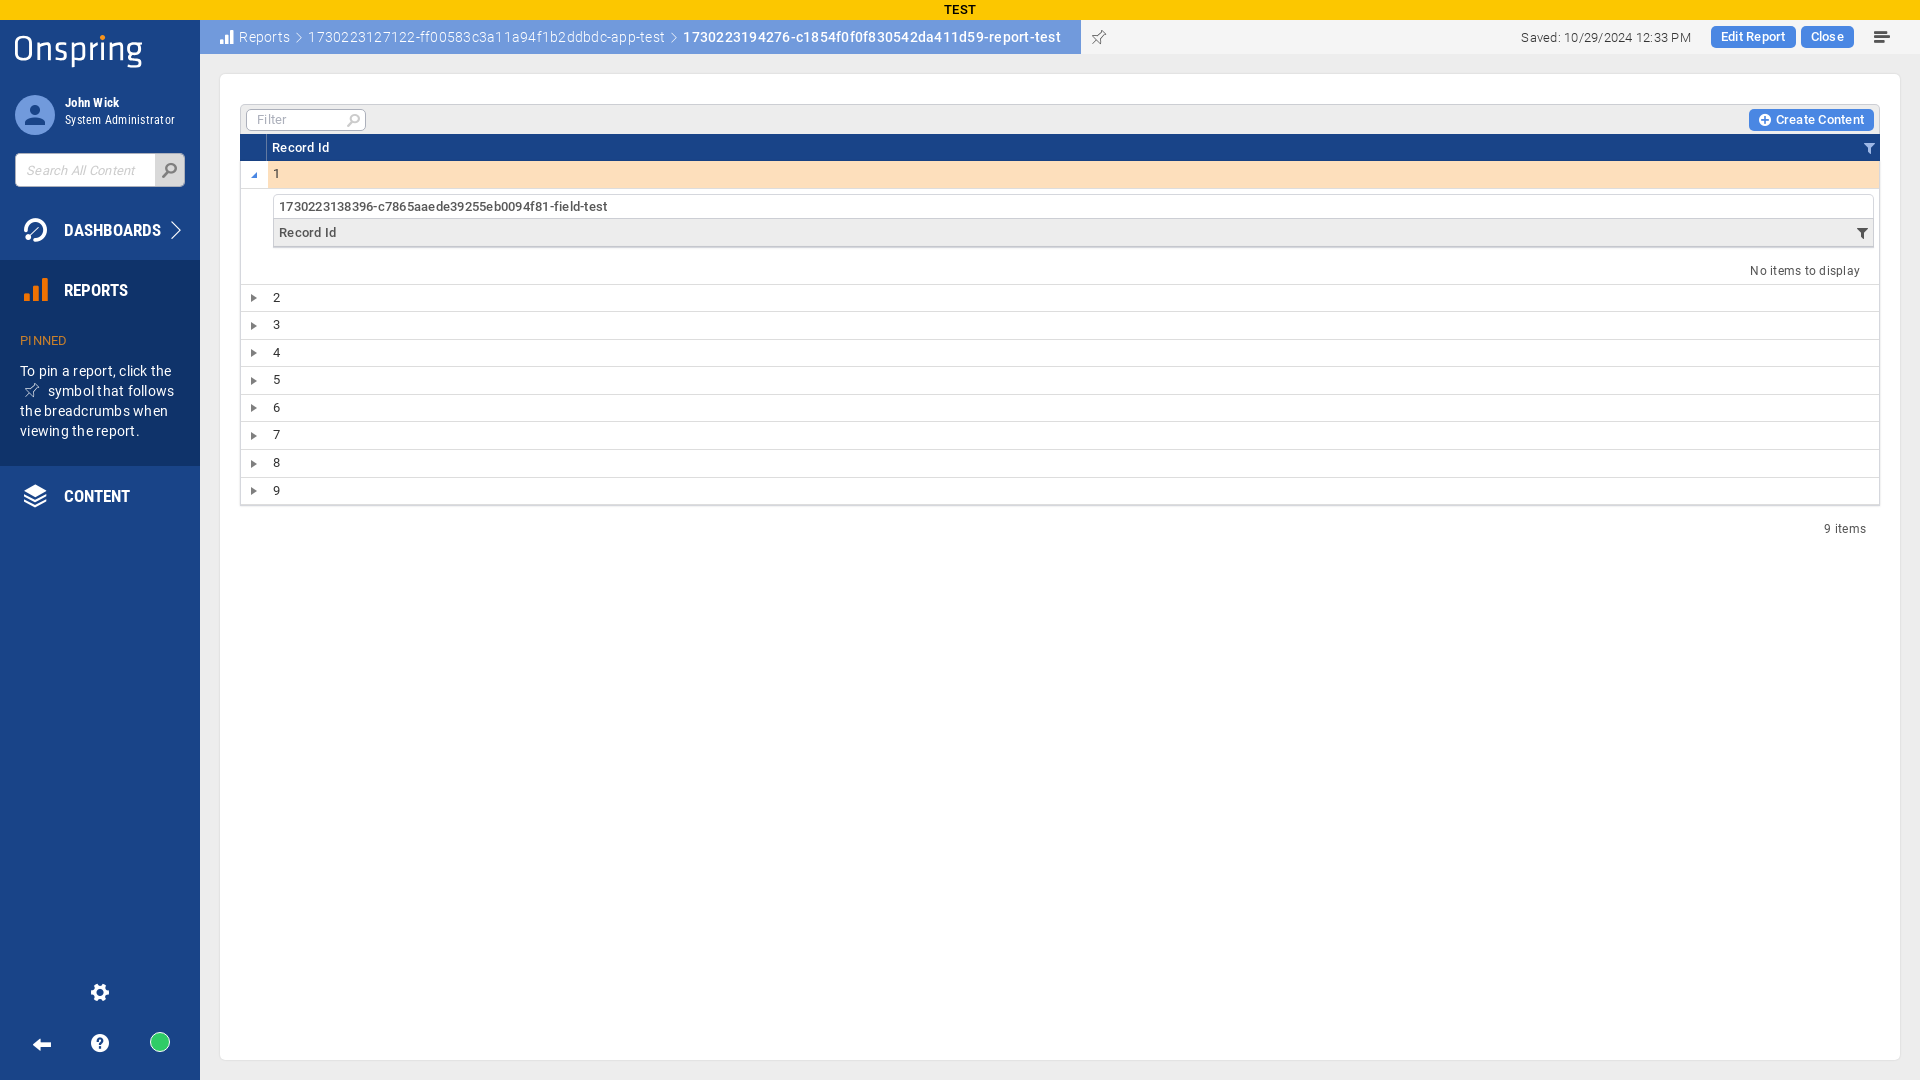 TEST
Onspring
John Wick
System Administrator
Search All Content
DASHBOARDS
REPORTS
PINNED
To pin a report, click the
symbol that follows
the breadcrumbs when
viewing the report.
CONTENT
Reports
1730223127122-ff00583c3a11a94f1b2ddbdc-app-test
1730223194276-c1854f0f0f830542da411d59-report-test
Saved: 10/29/2024 12:33 PM
Edit Report
Close
Filter
Create Content
Record Id
1
1730223138396-c7865aaede39255eb0094f81-field-test
Record Id
No items to display
2
3
4
5
6
7
8
9
9 items